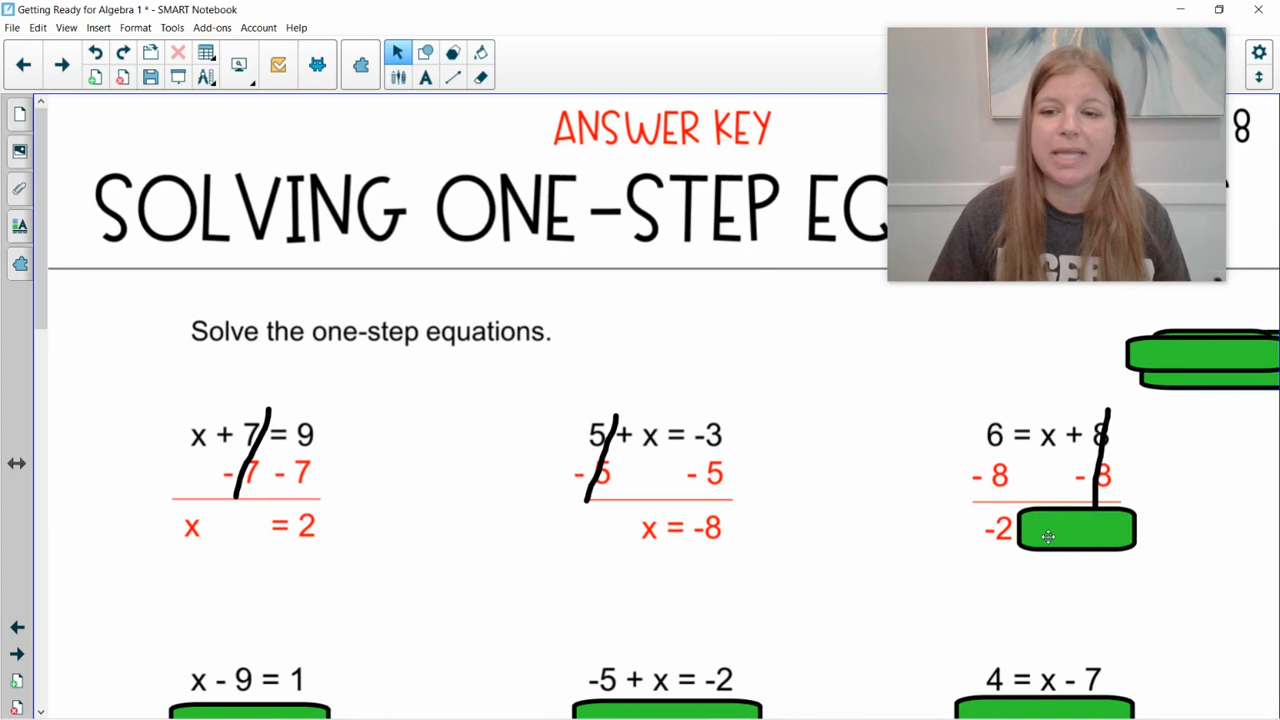 Getting Ready for Algebra 1 * - SMART Notebook
File Edit View Insert Format Tools Add-ons Account Help
ANSWER KEY
8
SOLVING ONE-STEP EQ
Solve the one-step equations.
x + 7 = 9
- 7 - 7
x = 2
5 + x = -3
- 5 - 5
x = -8
6 = x + 8
- 8 - 8
-2
x - 9 = 1
-5 + x = -2
4 = x - 7